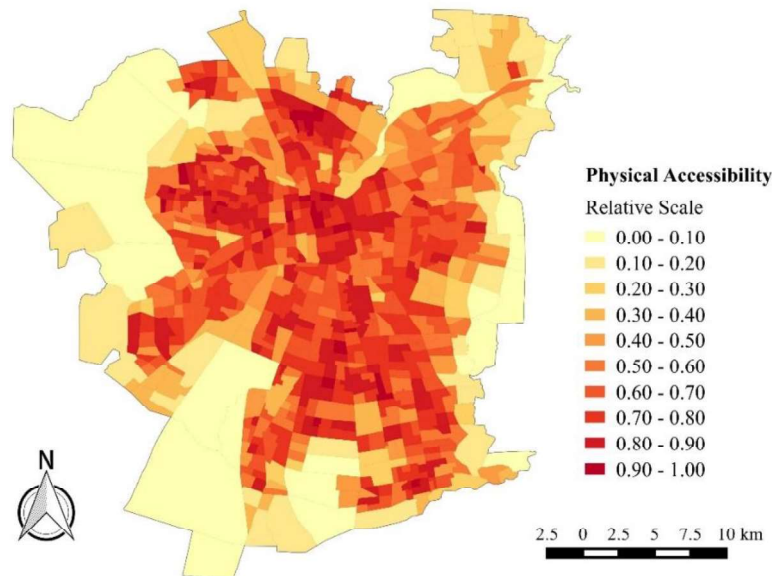 Physical Accessibility
Relative Scale
0.00 - 0.10
0.10 - 0.20
0.20 - 0.30
0.30 - 0.40
0.40 - 0.50
0.50 - 0.60
0.60 - 0.70
0.70 - 0.80
0.80 - 0.90
0.90 - 1.00
N
2.5 0 2.5 5 7.5 10 km